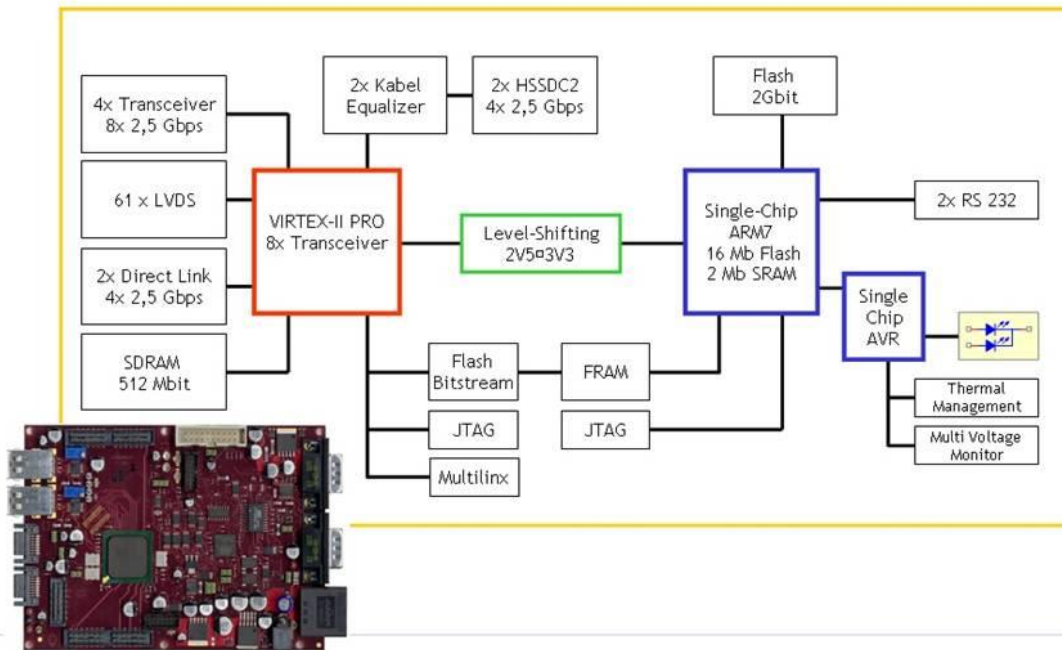 4x Transceiver
8x 2,5 Gbps
61 x LVDS
2x Direct Link
4x 2,5 Gbps
SDRAM
512 Mbit
2x Kabel
Equalizer
2x HSSDC2
4x 2,5 Gbps
VIRTEX-II PRO
8x Transceiver
Level-Shifting
2V5¤3V3
Flash
Bitstream
FRAM
JTAG
JTAG
Multilinx
Flash
2Gbit
Single-Chip
ARM7
16 Mb Flash
2 Mb SRAM
2x RS 232
Single
Chip
AVR
Thermal
Management
Multi Voltage
Monitor